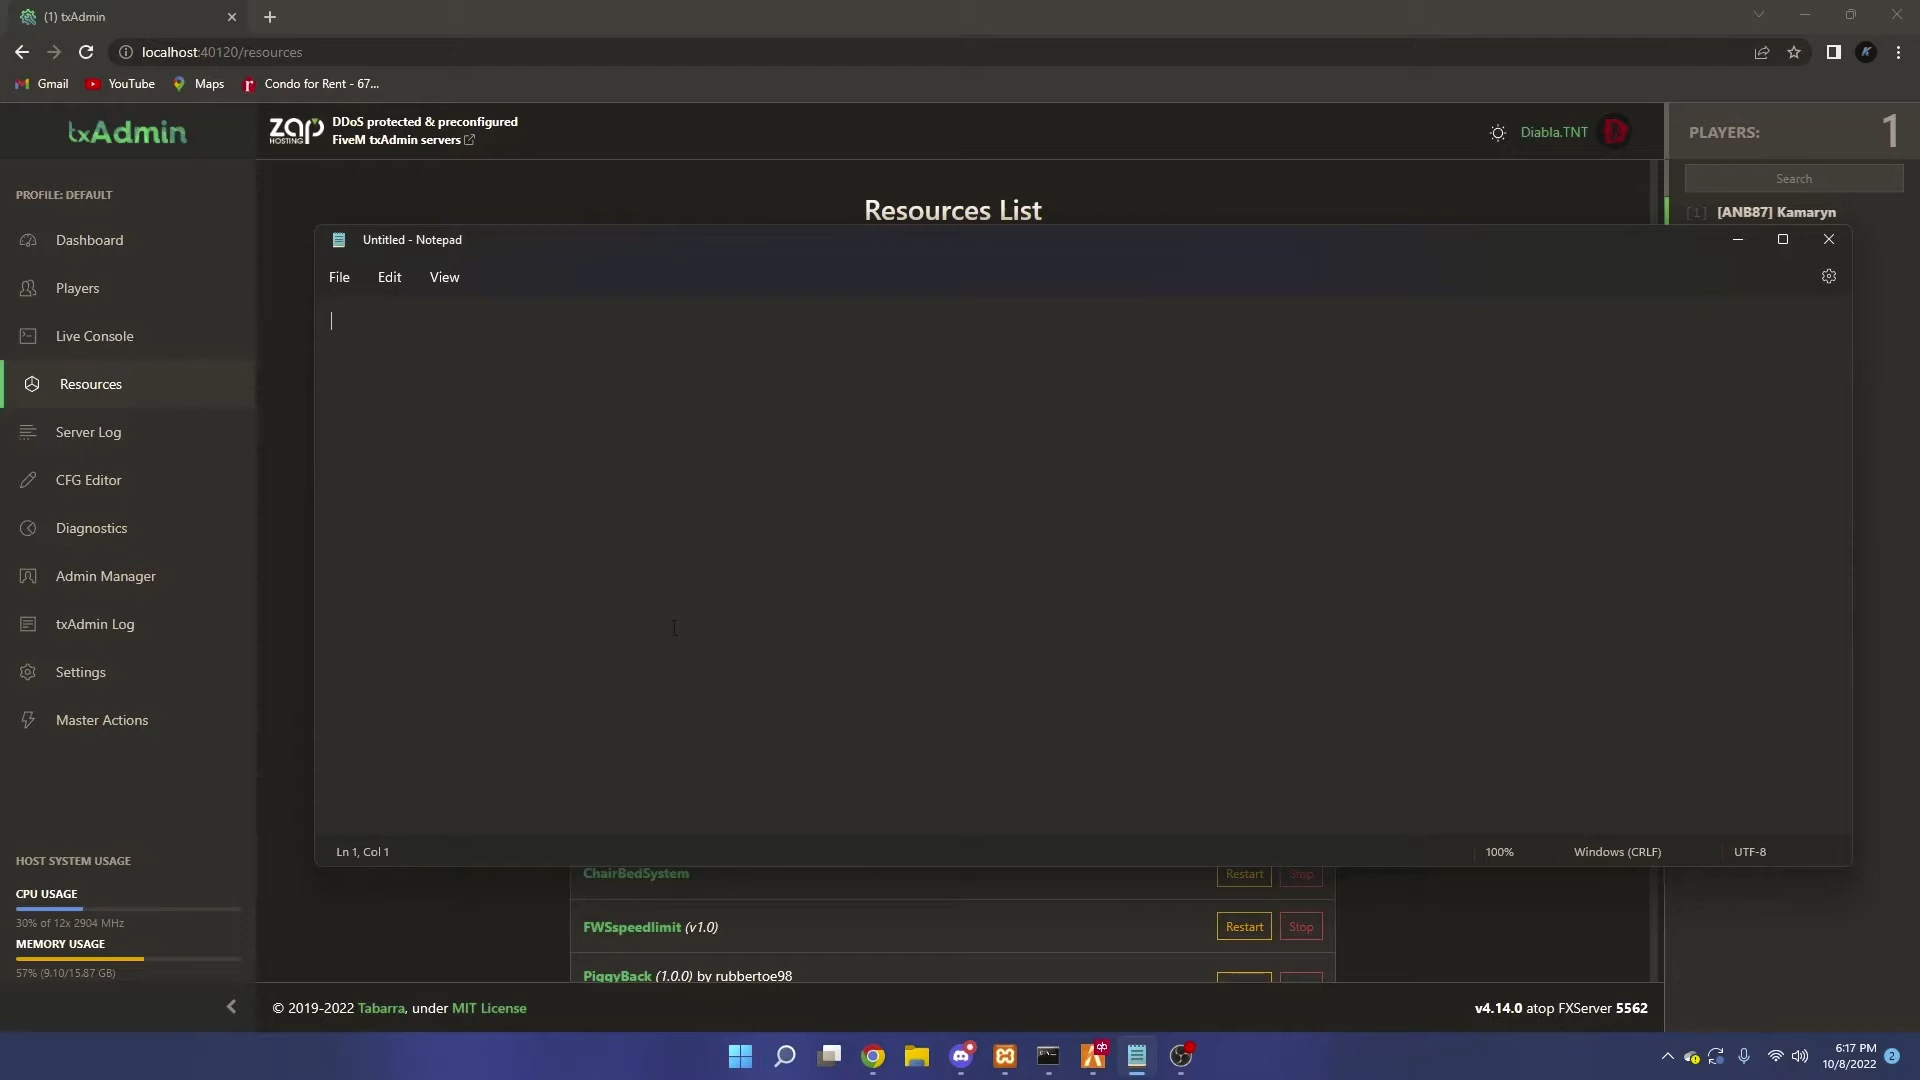 (1) txAdmin
localhost:40120/resources
Gmail
YouTube
Maps
Condo for Rent - 67...
txAdmin
ZAP HOSTING
DDoS protected & preconfigured
FiveM txAdmin servers
Diabla.TNT
PLAYERS: 1
Search
[1] [ANB87] Kamaryn
PROFILE: DEFAULT
Dashboard
Players
Live Console
Resources
Server Log
CFG Editor
Diagnostics
Admin Manager
txAdmin Log
Settings
Master Actions
HOST SYSTEM USAGE
CPU USAGE
30% of 12x 2904 MHz
MEMORY USAGE
57% (9.10/15.87 GB)
Resources List
Untitled - Notepad
File
Edit
View
Ln 1, Col 1
100%
Windows (CRLF)
UTF-8
ChairBedSystem
Restart
Stop
FWSspeedlimit (v1.0)
Restart
Stop
PiggyBack (1.0.0) by rubbertoe98
© 2019-2022 Tabarra, under MIT License
v4.14.0 atop FXServer 5562
6:17 PM
10/8/2022
2